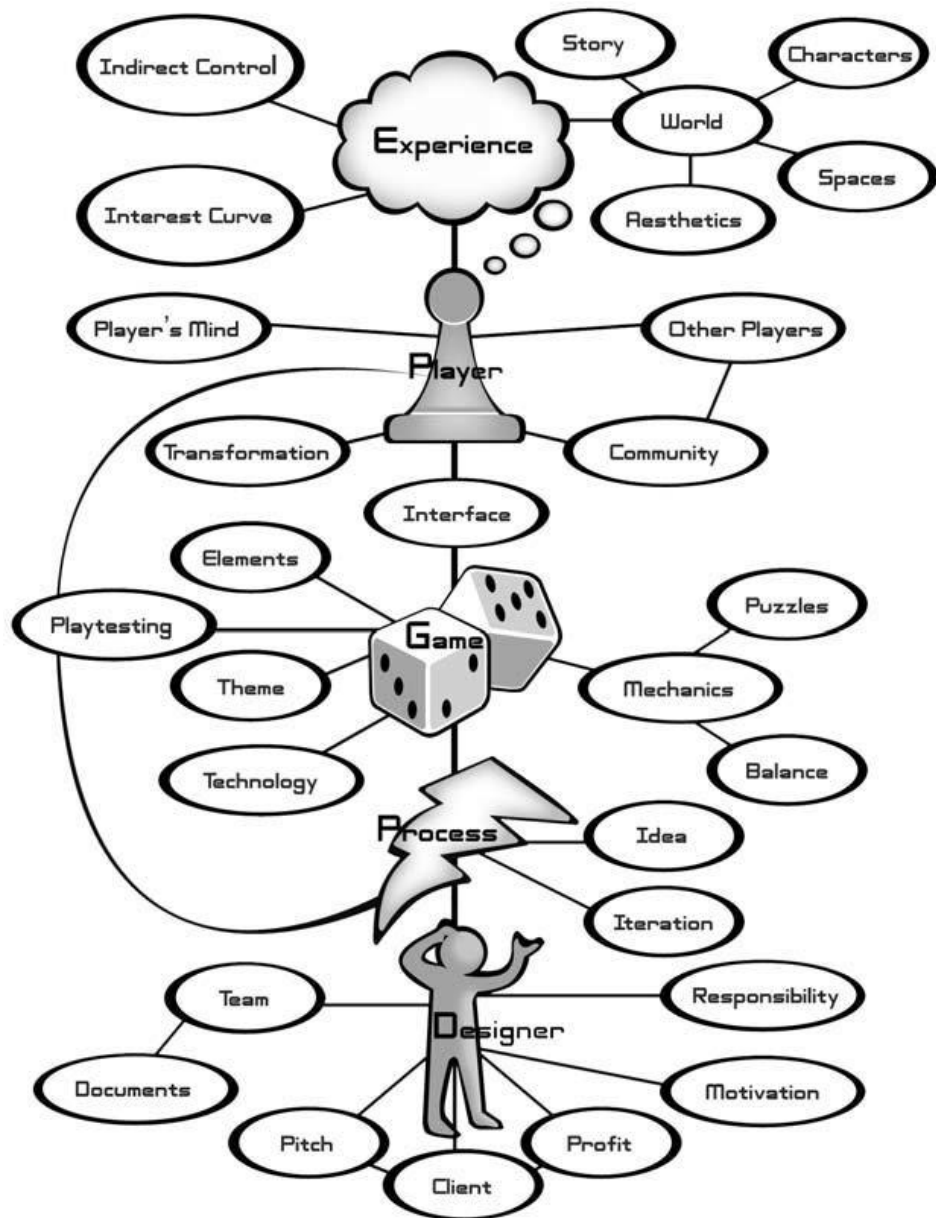 Story
Indirect Control
Characters
World
Experience
Spaces
Interest Curve
Aesthetics
Player's Mind
Other Players
Player
Transformation
Community
Interface
Elements
Puzzles
Playtesting
Game
Theme
Mechanics
Technology
Balance
Process
Idea
Iteration
Team
Responsibility
Designer
Documents
Motivation
Pitch
Profit
Client